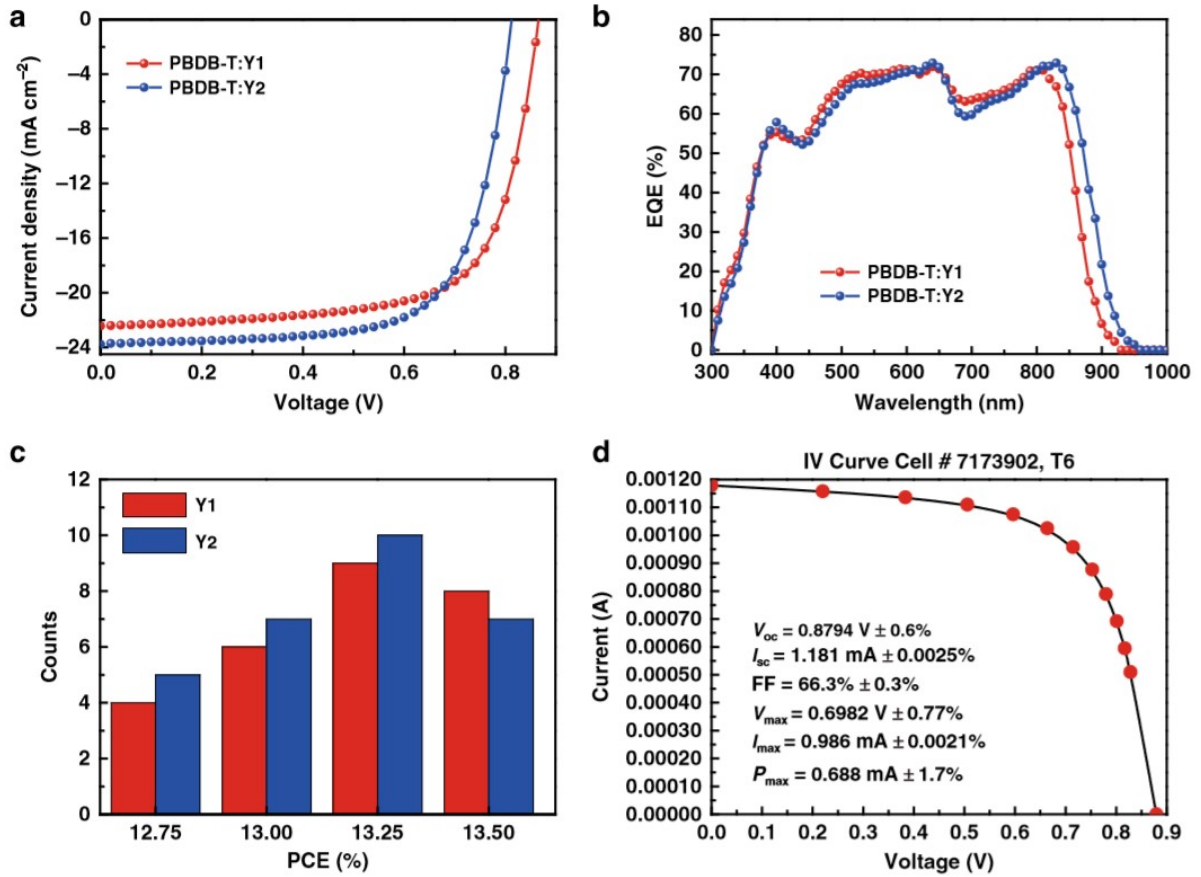 a
0
−4
−8
−12
−16
−20
−24
Current density (mA cm⁻²)
PBDB-T:Y1
PBDB-T:Y2
0.0 0.2 0.4 0.6 0.8
Voltage (V)
b
80
70
60
50
40
30
20
10
0
EQE (%)
PBDB-T:Y1
PBDB-T:Y2
300 400 500 600 700 800 900 1000
Wavelength (nm)
c
12
10
8
6
4
2
0
Counts
Y1
Y2
12.75 13.00 13.25 13.50
PCE (%)
d
IV Curve Cell # 7173902, T6
0.00120
0.00110
0.00100
0.00090
0.00080
0.00070
0.00060
0.00050
0.00040
0.00030
0.00020
0.00010
0.00000
Current (A)
Voc = 0.8794 V ± 0.6%
Isc = 1.181 mA ± 0.0025%
FF = 66.3% ± 0.3%
Vmax = 0.6982 V ± 0.77%
Imax = 0.986 mA ± 0.0021%
Pmax = 0.688 mA ± 1.7%
0.0 0.1 0.2 0.3 0.4 0.5 0.6 0.7 0.8 0.9
Voltage (V)